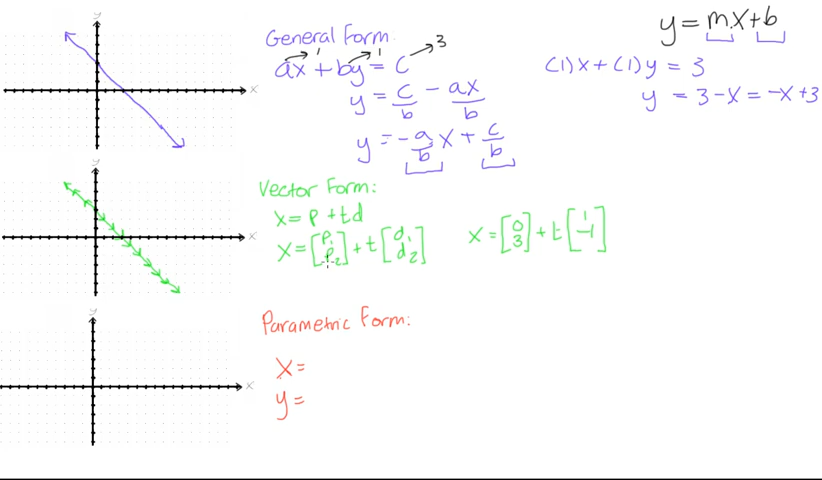 y = mx + b
General Form:
ax + by = c
1 1 3
(1)x + (1)y = 3
y = c/b - ax/b
y = 3 - x = -x + 3
y = -a/b x + c/b
Vector Form:
x = p + td
x = [p₁ p₂] + t [d₁ d₂]
x = [0 3] + t [1 -1]
Parametric Form:
x =
y =
y
x
y
x
y
x